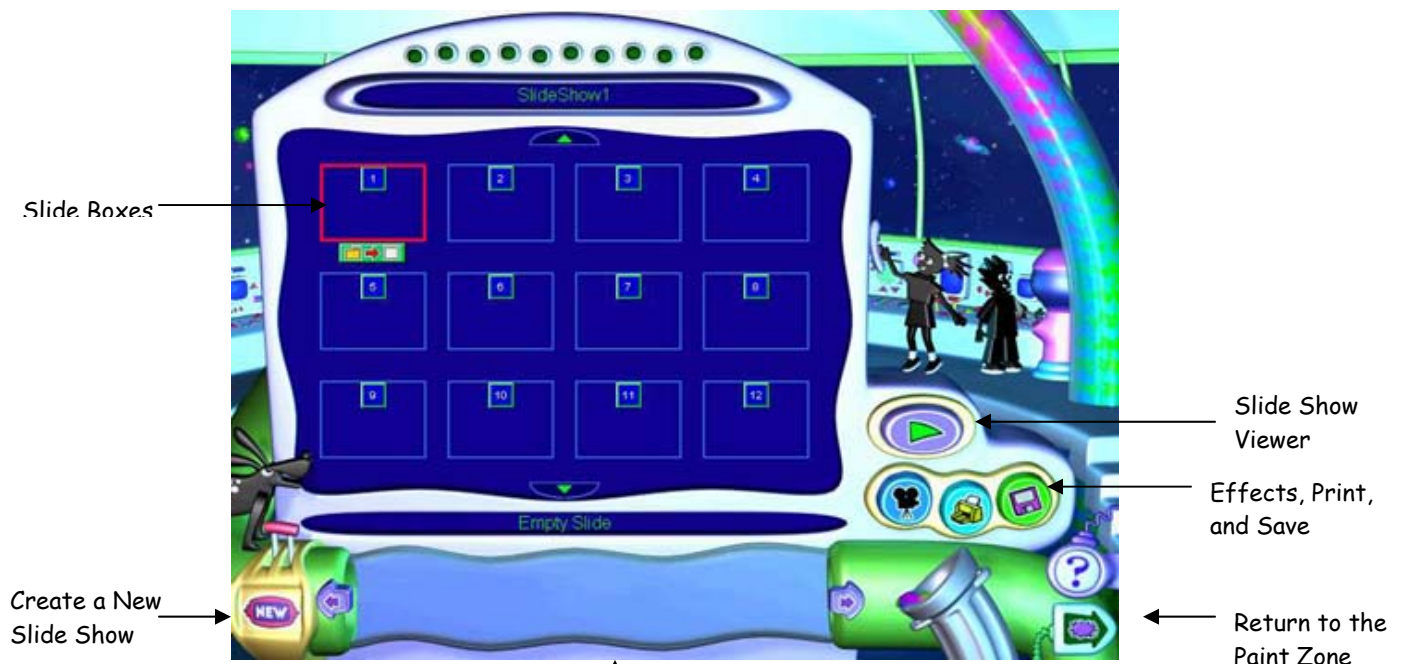 SlideShow1
1
2
3
4
Slide Boxes
5
6
7
8
9
10
11
12
Slide Show
Viewer
Effects, Print,
and Save
Empty Slide
?
NEW
Create a New
Slide Show
Return to the
Paint Zone